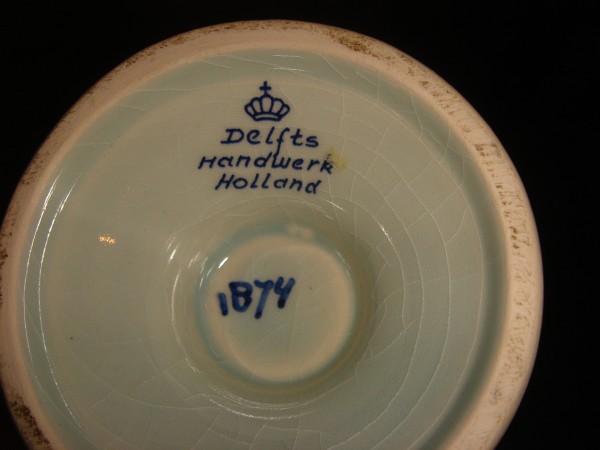 Delfts
Handwerk
Holland
1874